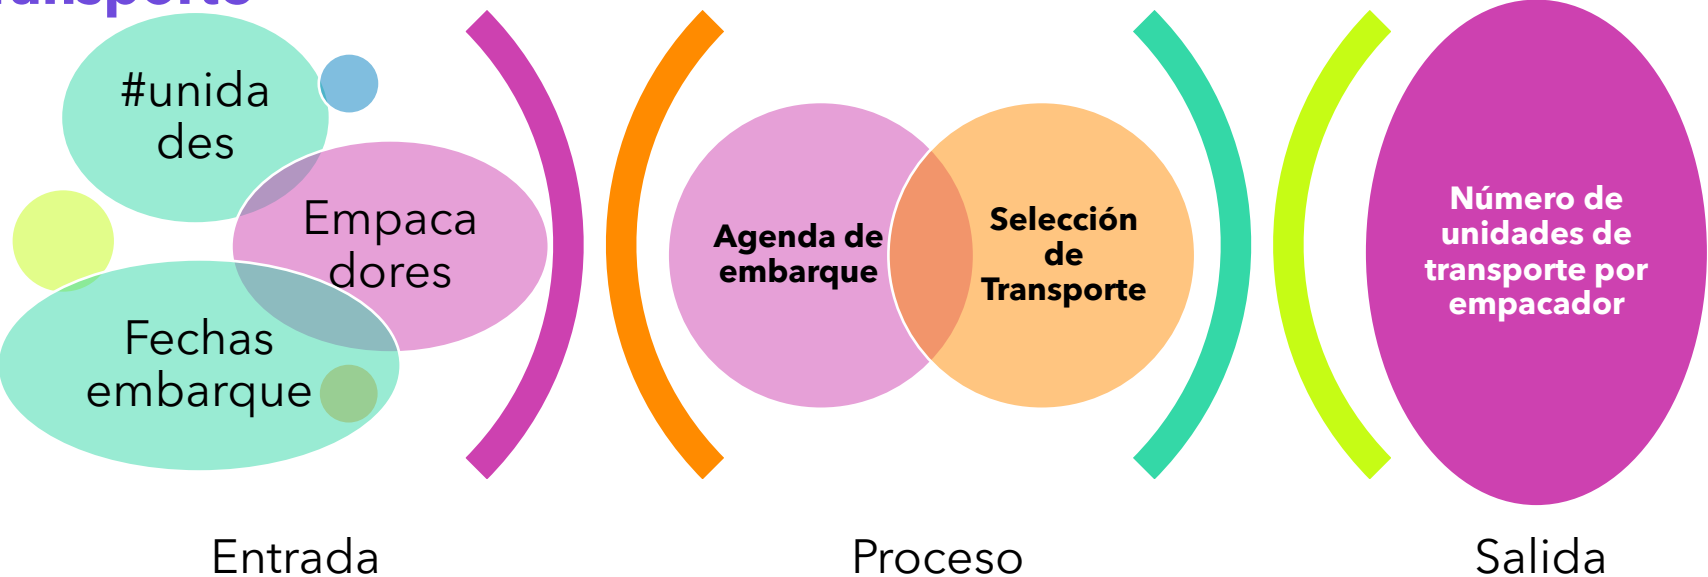 #unida
des
Empaca
dores
Fechas
embarque
Agenda de
embarque
Selección
de
Transporte
Número de
unidades de
transporte por
empacador
Entrada
Proceso
Salida